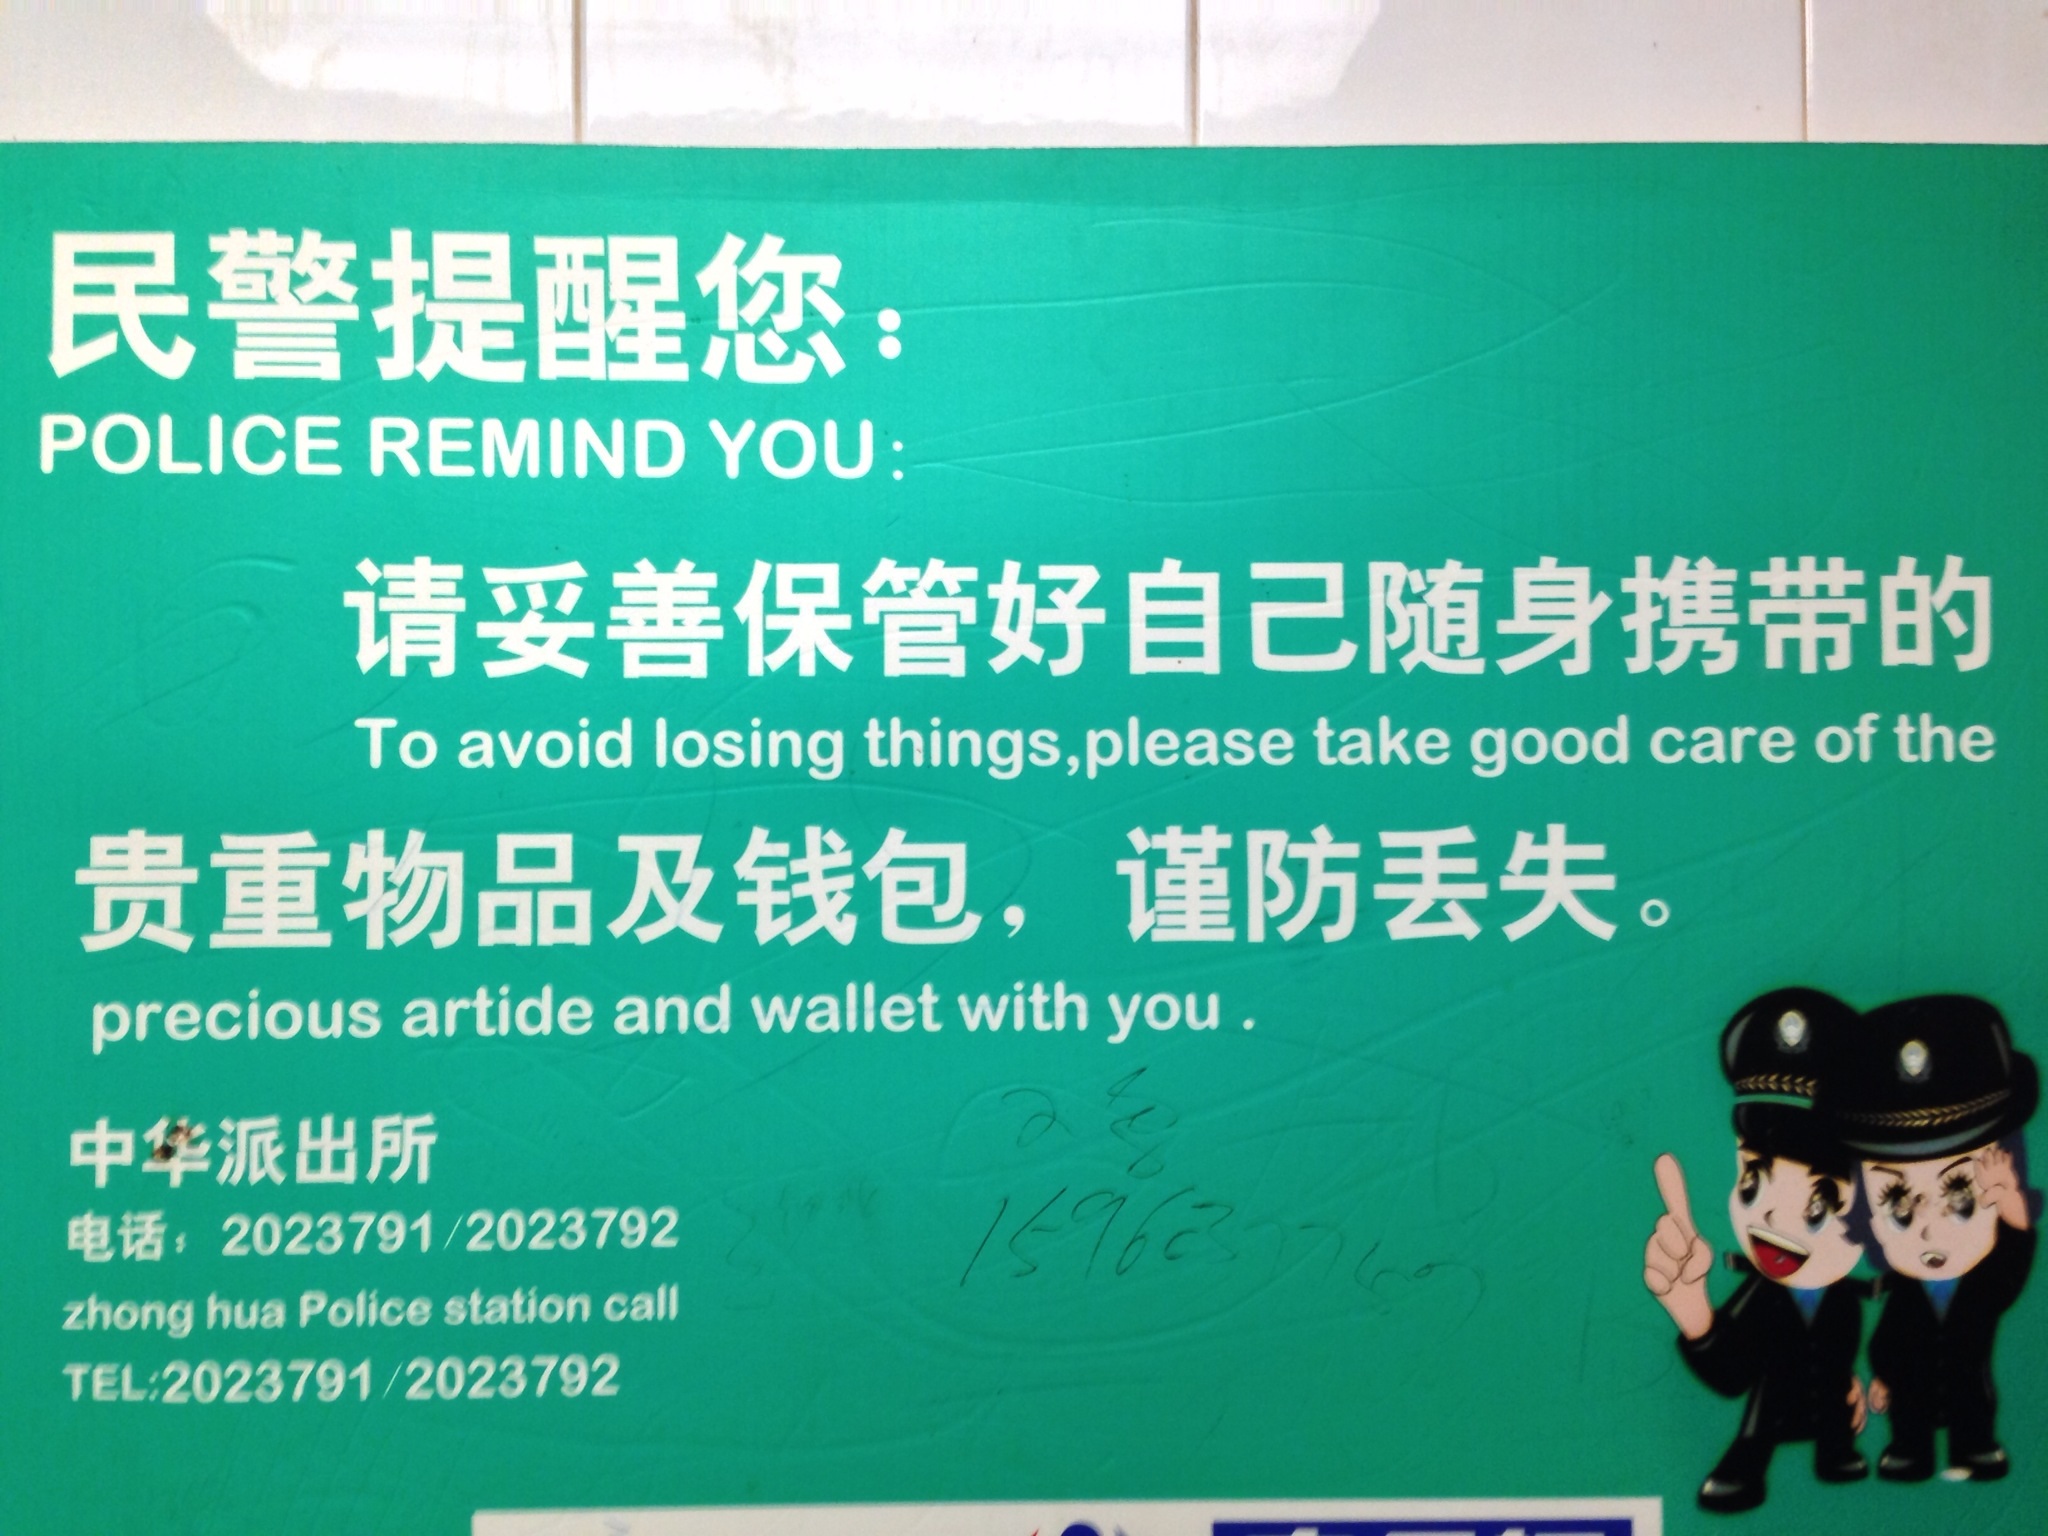 民警提醒您：
POLICE REMIND YOU:
请妥善保管好自己随身携带的
To avoid losing things,please take good care of the
贵重物品及钱包，谨防丢失。
precious artide and wallet with you .
中华派出所
电话：2023791/2023792
zhong hua Police station call
TEL:2023791/2023792